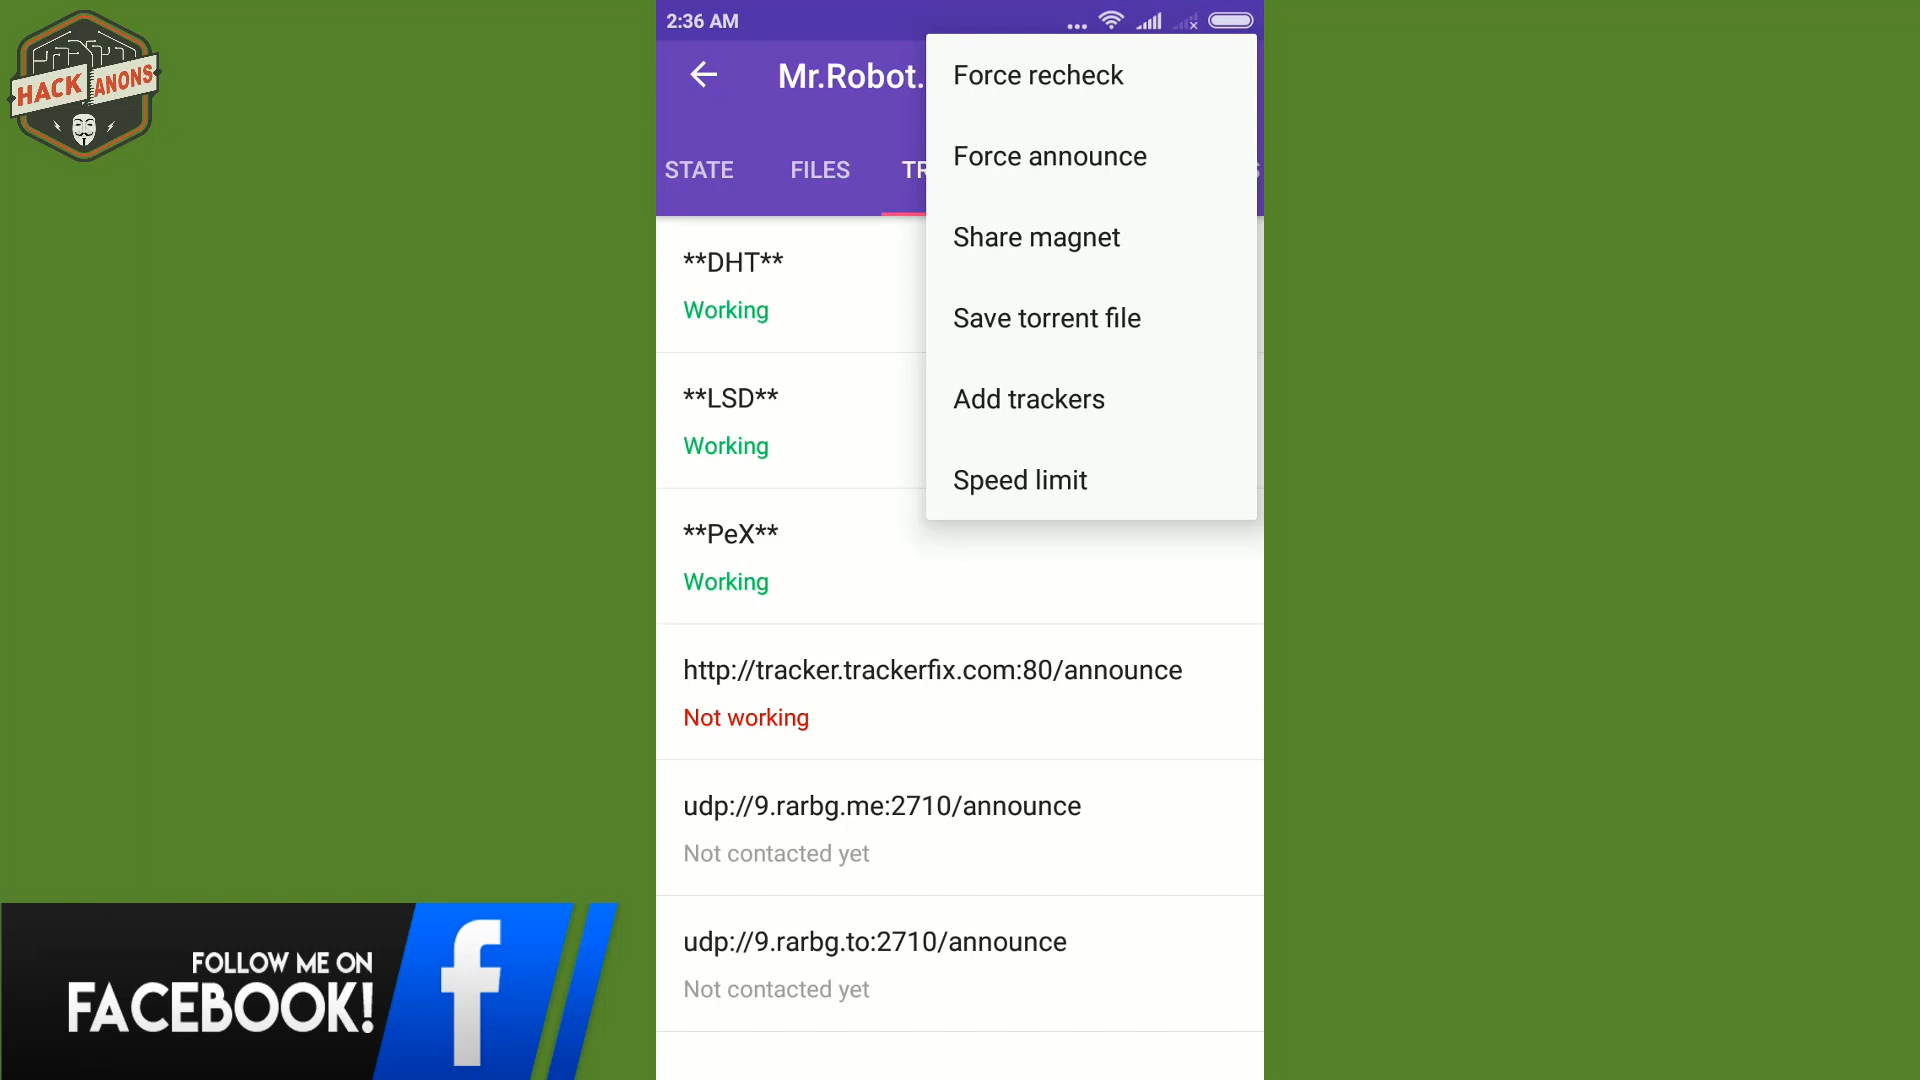 HACK ANONS
2:36 AM
Mr.Robot.
STATE FILES TR S
Force recheck
Force announce
Share magnet
Save torrent file
Add trackers
Speed limit
**DHT**
Working
**LSD**
Working
**PeX**
Working
http://tracker.trackerfix.com:80/announce
Not working
udp://9.rarbg.me:2710/announce
Not contacted yet
udp://9.rarbg.to:2710/announce
Not contacted yet
FOLLOW ME ON
FACEBOOK!
f